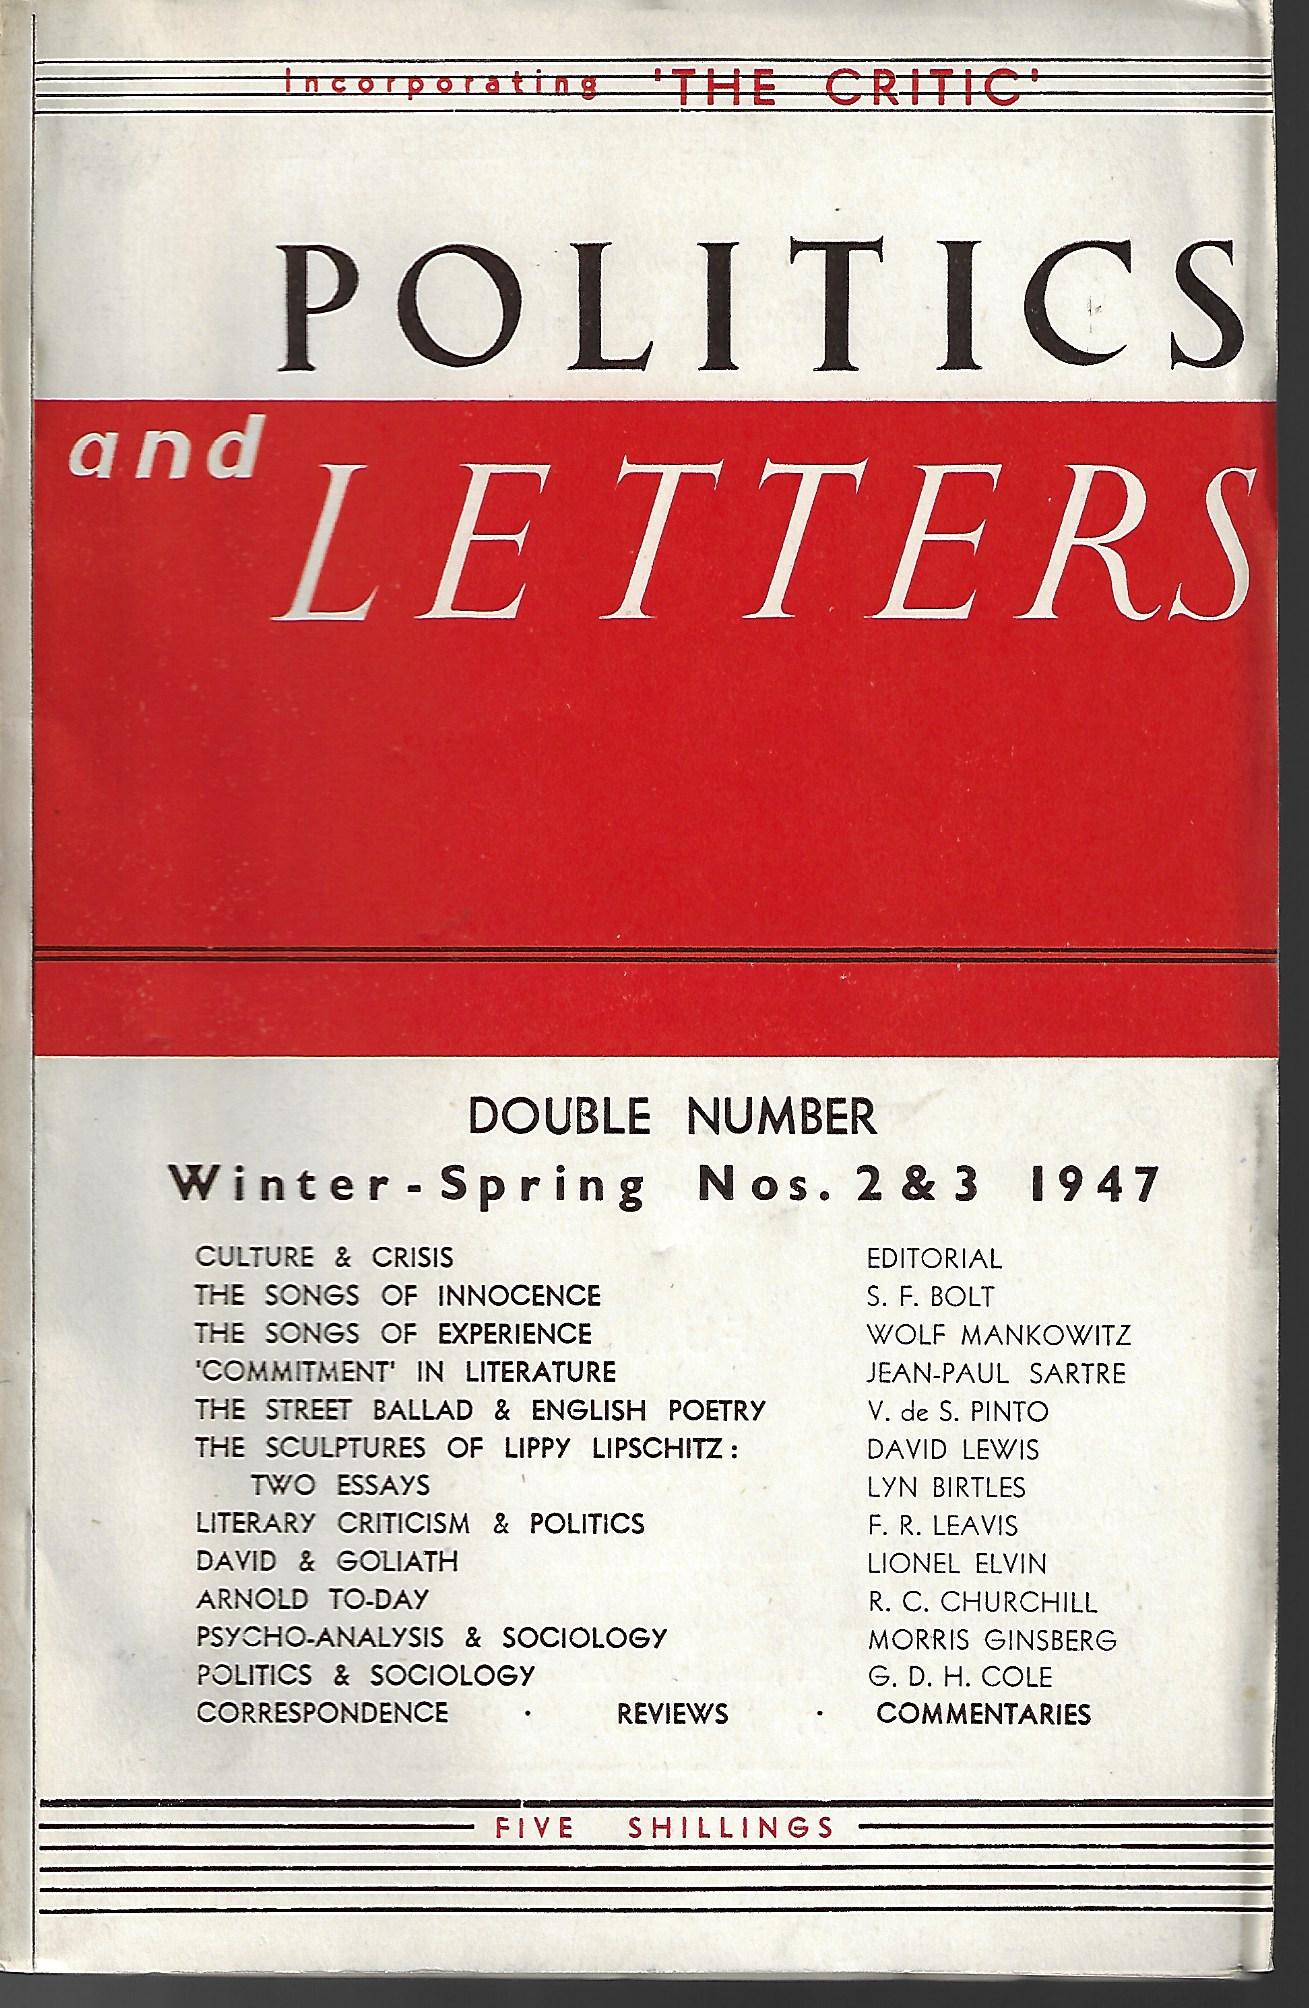 Incorporating 'THE CRITIC'
POLITICS
and LETTERS
DOUBLE NUMBER
Winter-Spring Nos. 2 & 3 1947
CULTURE & CRISIS EDITORIAL
THE SONGS OF INNOCENCE S. F. BOLT
THE SONGS OF EXPERIENCE WOLF MANKOWITZ
'COMMITMENT' IN LITERATURE JEAN-PAUL SARTRE
THE STREET BALLAD & ENGLISH POETRY V. de S. PINTO
THE SCULPTURES OF LIPPY LIPSCHITZ: DAVID LEWIS
TWO ESSAYS LYN BIRTLES
LITERARY CRITICISM & POLITICS F. R. LEAVIS
DAVID & GOLIATH LIONEL ELVIN
ARNOLD TO-DAY R. C. CHURCHILL
PSYCHO-ANALYSIS & SOCIOLOGY MORRIS GINSBERG
POLITICS & SOCIOLOGY G. D. H. COLE
CORRESPONDENCE · REVIEWS · COMMENTARIES
FIVE SHILLINGS